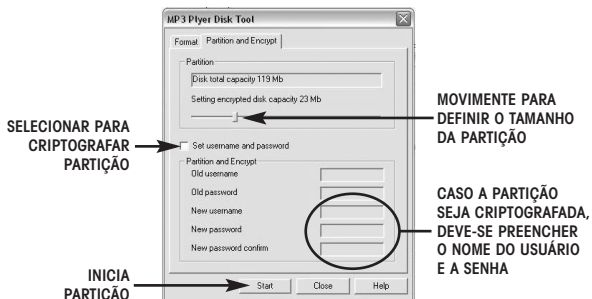 MP3 Plyer Disk Tool
Format
Partition and Encrypt
Partition
Disk total capacity 119 Mb
Setting encrypted disk capacity 23 Mb
MOVIMENTE PARA
DEFINIR O TAMANHO
DA PARTIÇÃO
SELECIONAR PARA
CRIPTOGRAFAR
PARTIÇÃO
Set username and password
Partition and Encrypt
Old username
Old password
New username
New password
New password confirm
CASO A PARTIÇÃO
SEJA CRIPTOGRAFADA,
DEVE-SE PREENCHER
O NOME DO USUÁRIO
E A SENHA
INICIA
PARTIÇÃO
Start
Close
Help